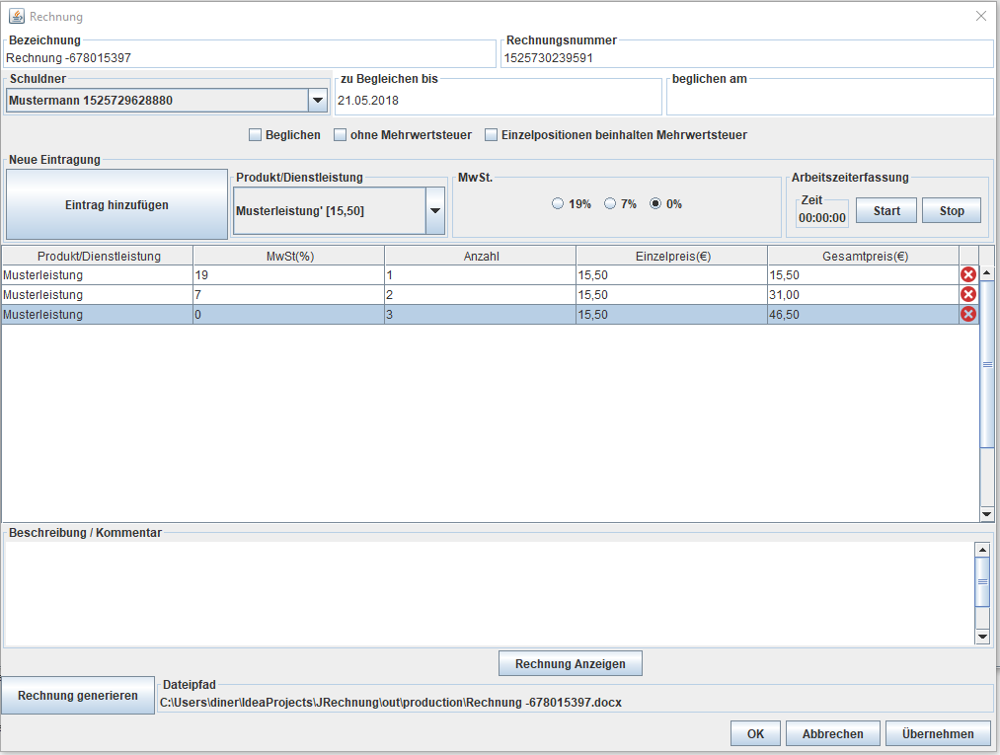 Rechnung
Bezeichnung Rechnungsnummer
Rechnung -678015397 1525730239591
Schuldner zu Begleichen bis beglichen am
Mustermann 1525729628880 21.05.2018
Beglichen ohne Mehrwertsteuer Einzelpositionen beinhalten Mehrwertsteuer
Neue Eintragung
Eintrag hinzufügen
Produkt/Dienstleistung
Musterleistung' [15,50]
MwSt.
19% 7% 0%
Arbeitszeiterfassung
Zeit
00:00:00 Start Stop
Produkt/Dienstleistung MwSt(%) Anzahl Einzelpreis(€) Gesamtpreis(€)
Musterleistung 19 1 15,50 15,50
Musterleistung 7 2 15,50 31,00
Musterleistung 0 3 15,50 46,50
Beschreibung / Kommentar
Rechnung Anzeigen
Rechnung generieren
Dateipfad
C:\Users\diner\IdeaProjects\JRechnung\out\production\Rechnung -678015397.docx
OK Abbrechen Übernehmen